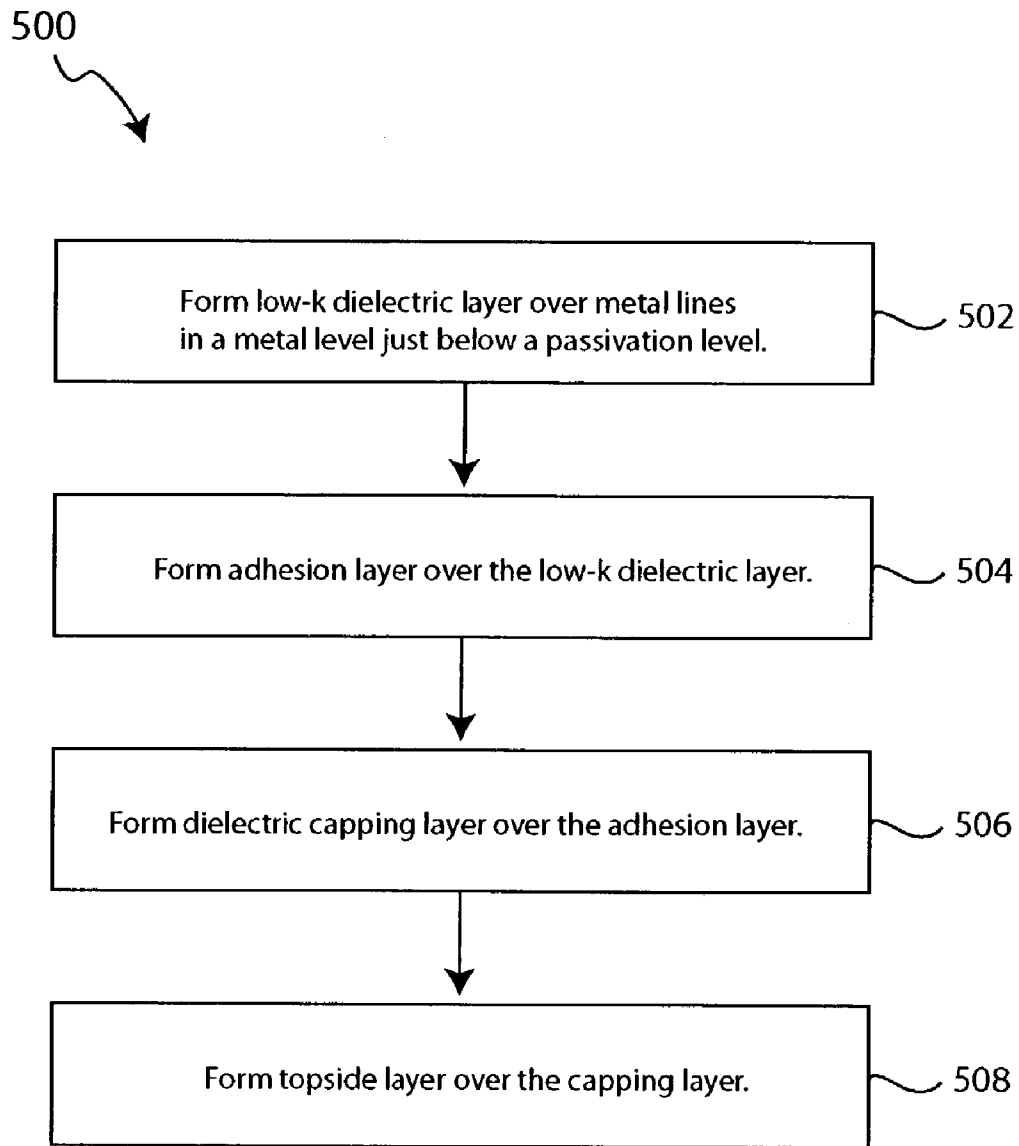 500
Form low-k dielectric layer over metal lines
in a metal level just below a passivation level.
502
Form adhesion layer over the low-k dielectric layer.
504
Form dielectric capping layer over the adhesion layer.
506
Form topside layer over the capping layer.
508